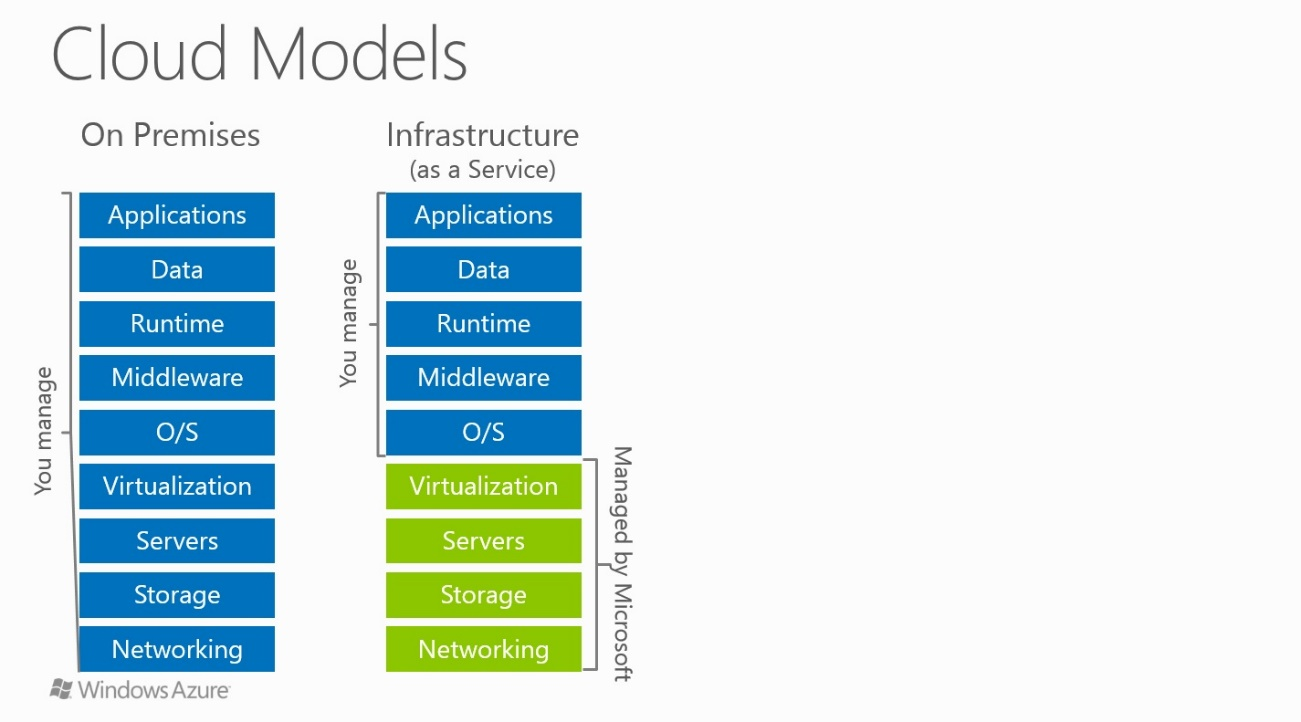 Cloud Models
On Premises
You manage
Applications
Data
Runtime
Middleware
O/S
Virtualization
Servers
Storage
Networking
Infrastructure
(as a Service)
You manage
Applications
Data
Runtime
Middleware
O/S
Virtualization
Servers
Storage
Networking
Managed by Microsoft
Windows Azure